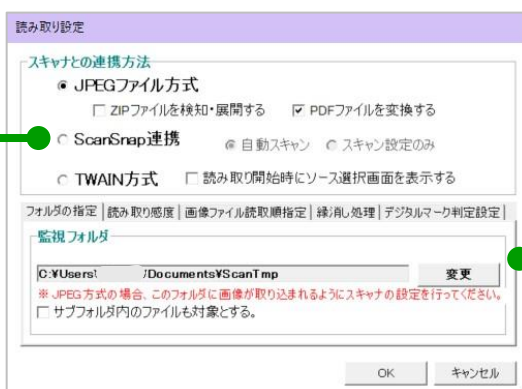 読み取り設定
スキャナとの連携方法
JPEGファイル方式
ZIPファイルを検知・展開する PDFファイルを変換する
ScanSnap連携 自動スキャン スキャン設定のみ
TWAIN方式 読み取り開始時にソース選択画面を表示する
フォルダの指定 読み取り感度 画像ファイル読取順指定 縁消し処理 デジタルマーク判定設定
監視フォルダ
C:¥Users¥ /Documents¥ScanTmp 変更
※JPEG方式の場合、このフォルダに画像が取り込まれるようにスキャナの設定を行ってください。
サブフォルダ内のファイルも対象とする。
OK キャンセル